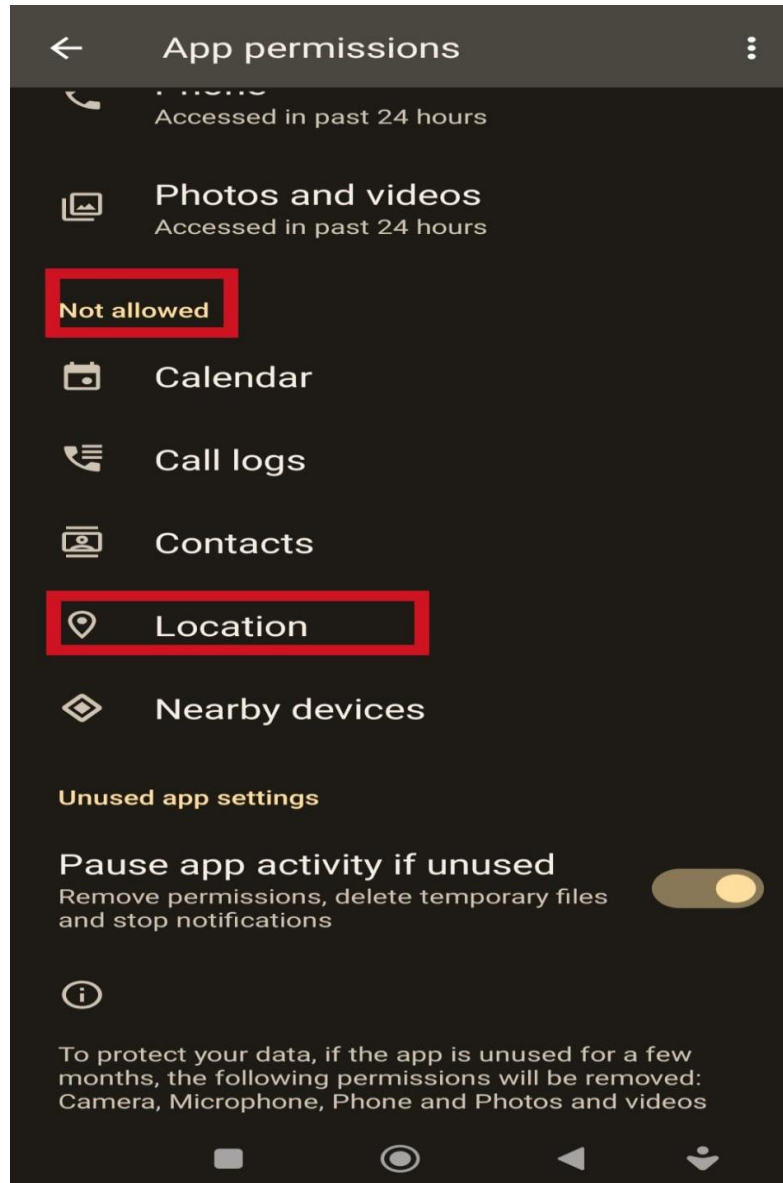 App permissions
Accessed in past 24 hours
Photos and videos
Accessed in past 24 hours
Not allowed
Calendar
Call logs
Contacts
Location
Nearby devices
Unused app settings
Pause app activity if unused
Remove permissions, delete temporary files
and stop notifications
To protect your data, if the app is unused for a few
months, the following permissions will be removed:
Camera, Microphone, Phone and Photos and videos